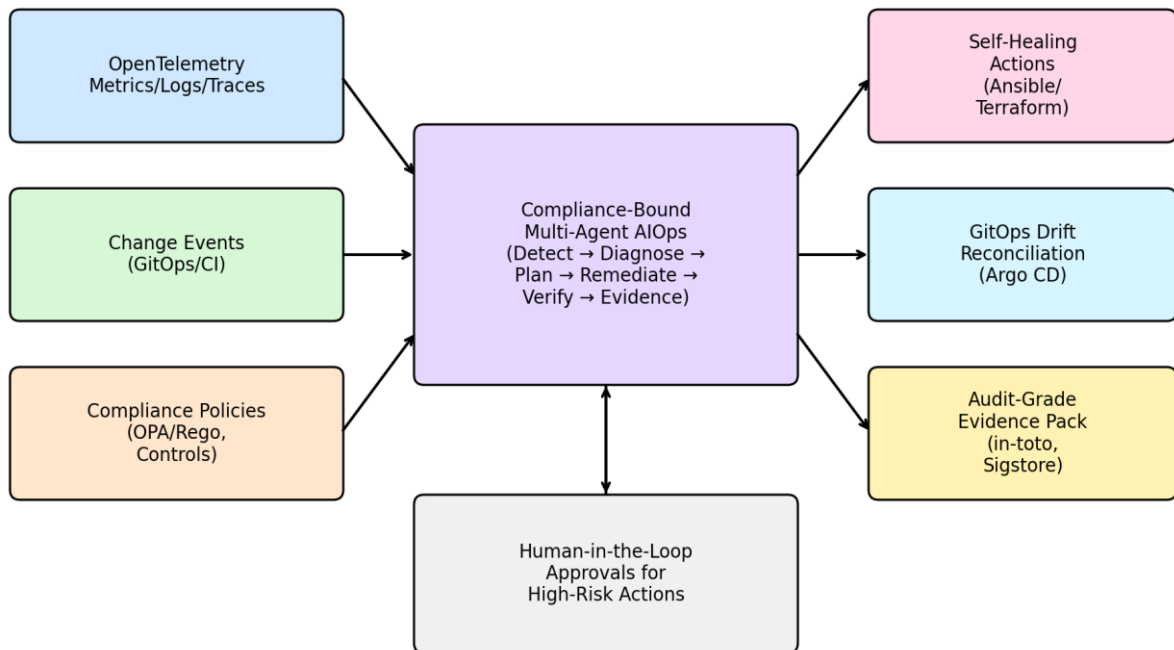 OpenTelemetry
Metrics/Logs/Traces
Change Events
(GitOps/CI)
Compliance Policies
(OPA/Rego,
Controls)
Compliance-Bound
Multi-Agent AIOps
(Detect → Diagnose →
Plan → Remediate →
Verify → Evidence)
Human-in-the-Loop
Approvals for
High-Risk Actions
Self-Healing
Actions
(Ansible/
Terraform)
GitOps Drift
Reconciliation
(Argo CD)
Audit-Grade
Evidence Pack
(in-toto,
Sigstore)